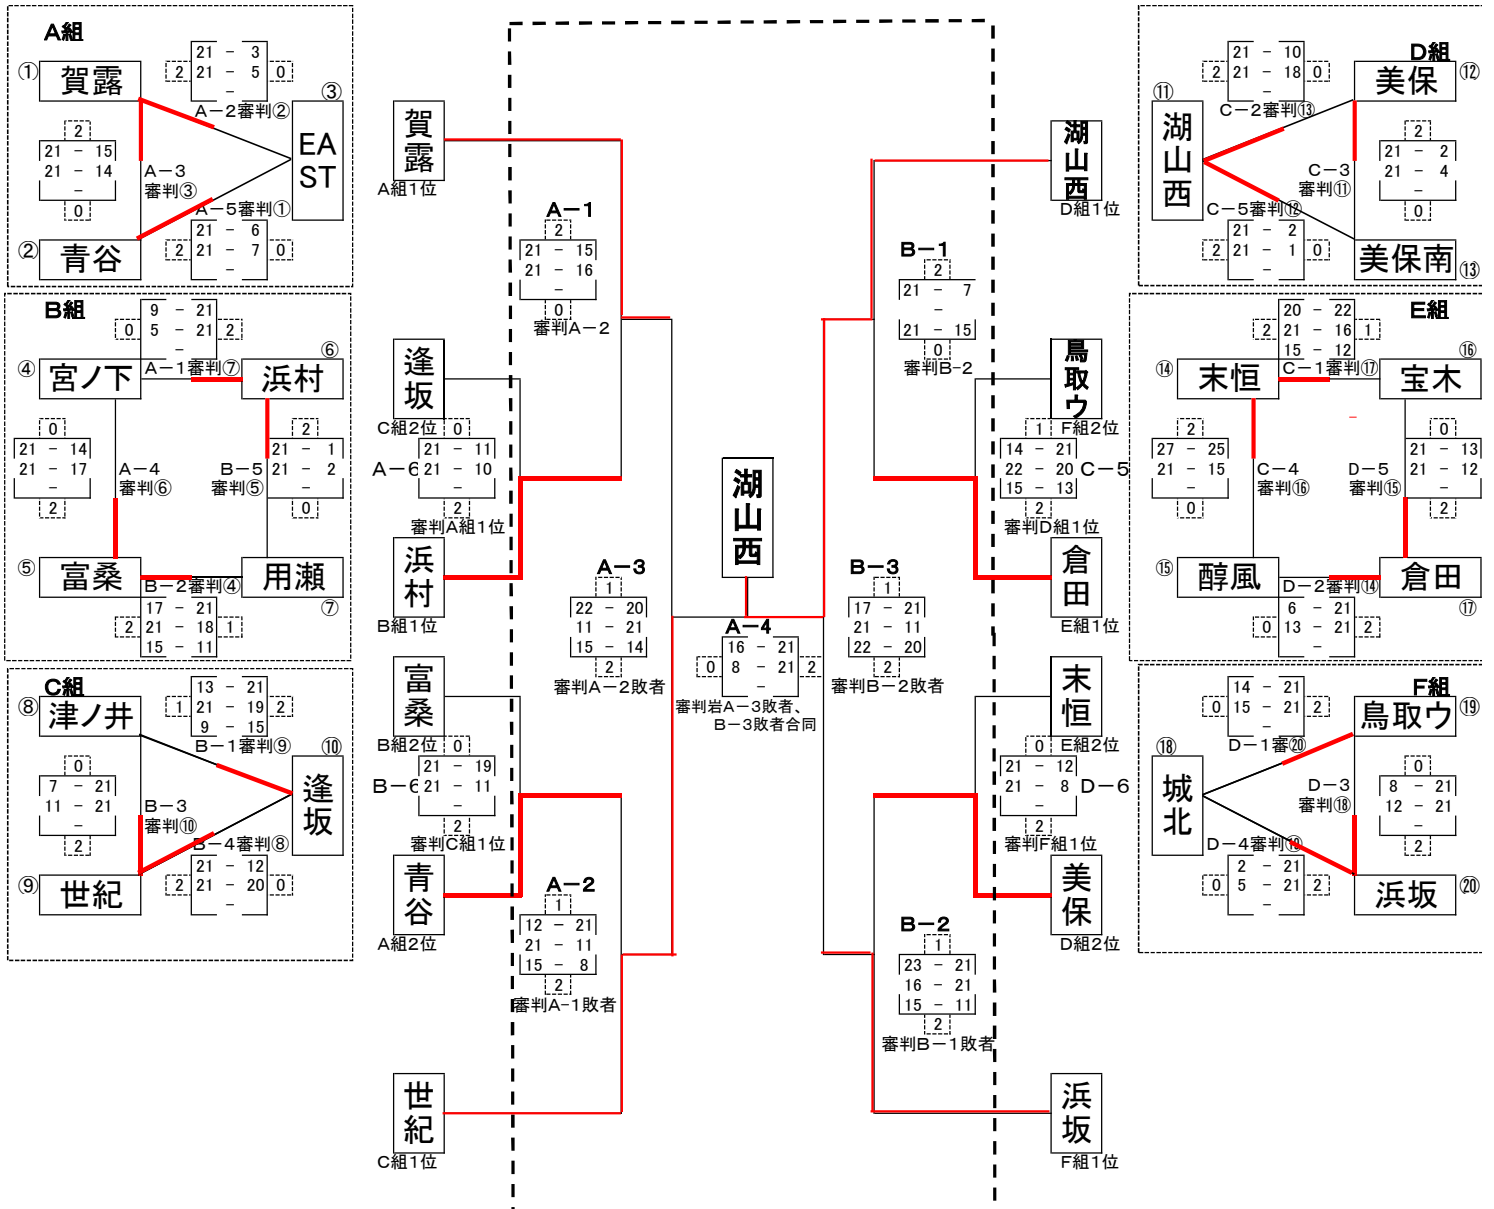 A組
① 賀露
21 － 3
2 21 － 5 0
－
A－2審判②
③
EAST
2
21 － 15
21 － 14
－
0
A－3
審判③
A－5審判①
21 － 6
2 21 － 7 0
－
② 青谷
B組
9 － 21
0 5 － 21 2
－
A－1審判⑦
④ 宮ノ下
⑥ 浜村
0
21 － 14
21 － 17
－
2
A－4
審判⑥
B－5
審判⑤
2
21 － 1
21 － 2
－
0
⑤ 富桑
B－2審判④
用瀬
⑦
17 － 21
2 21 － 18 1
15 － 11
C組
⑧ 津ノ井
13 － 21
1 21 － 19 2
9 － 15
B－1審判⑨
⑩
逢坂
0
7 － 21
11 － 21
－
2
B－3
審判⑩
B－4審判⑧
21 － 12
2 21 － 20 0
－
⑨ 世紀
賀露
A組1位
A－1
2
21 － 15
21 － 16
－
0
審判A－2
逢坂
C組2位
A－6
0
21 － 11
21 － 10
－
2
審判A組1位
浜村
B組1位
A－3
1
22 － 20
11 － 21
15 － 14
2
審判A－2敗者
富桑
B組2位
B－6
0
21 － 19
21 － 11
－
2
審判C組1位
青谷
A組2位
A－2
1
12 － 21
21 － 11
15 － 8
2
審判A-1敗者
世紀
C組1位
湖山西
A－4
16 － 21
0 8 － 21 2
－
審判岩A－3敗者、
B－3敗者合同
湖山西
D組1位
B－1
2
21 － 7
－
21 － 15
0
審判B-2
鳥取ウ
F組2位
C－5
1
14 － 21
22 － 20
15 － 13
2
審判D組1位
倉田
E組1位
B－3
1
17 － 21
21 － 11
22 － 20
2
審判B－2敗者
末恒
E組2位
D－6
0
21 － 12
21 － 8
－
2
審判F組1位
美保
D組2位
B－2
1
23 － 21
16 － 21
15 － 11
2
審判B－1敗者
浜坂
F組1位
D組
21 － 10
2 21 － 18 0
－
美保 ⑫
C－2審判⑬
⑪
湖山西
2
21 － 2
21 － 4
－
0
C－3
審判⑪
C－5審判⑫
21 － 2
2 21 － 1 0
－
美保南 ⑬
E組
20 － 22
2 21 － 16 1
15 － 12
C－1審判⑰
⑭ 末恒
⑯
宝木
－
2
27 － 25
21 － 15
－
0
C－4
審判⑯
D－5
審判⑮
0
21 － 13
21 － 12
－
2
⑮ 醇風
D－2審判⑭
倉田
⑰
6 － 21
0 13 － 21 2
－
F組
14 － 21
0 15 － 21 2
－
鳥取ウ ⑲
D－1審⑳
⑱
城北
0
8 － 21
12 － 21
－
2
D－3
審判⑱
D－4審判⑲
2 － 21
0 5 － 21 2
－
浜坂 ⑳